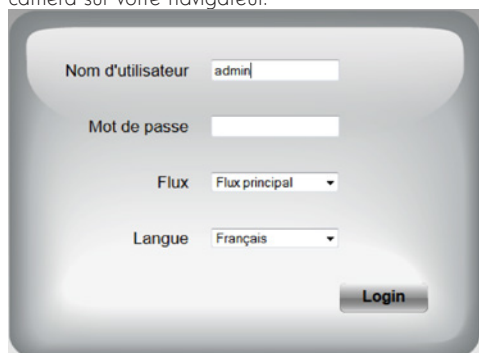 caméra sur votre navigateur.
Nom d'utilisateur admin
Mot de passe
Flux Flux principal
Langue Français
Login